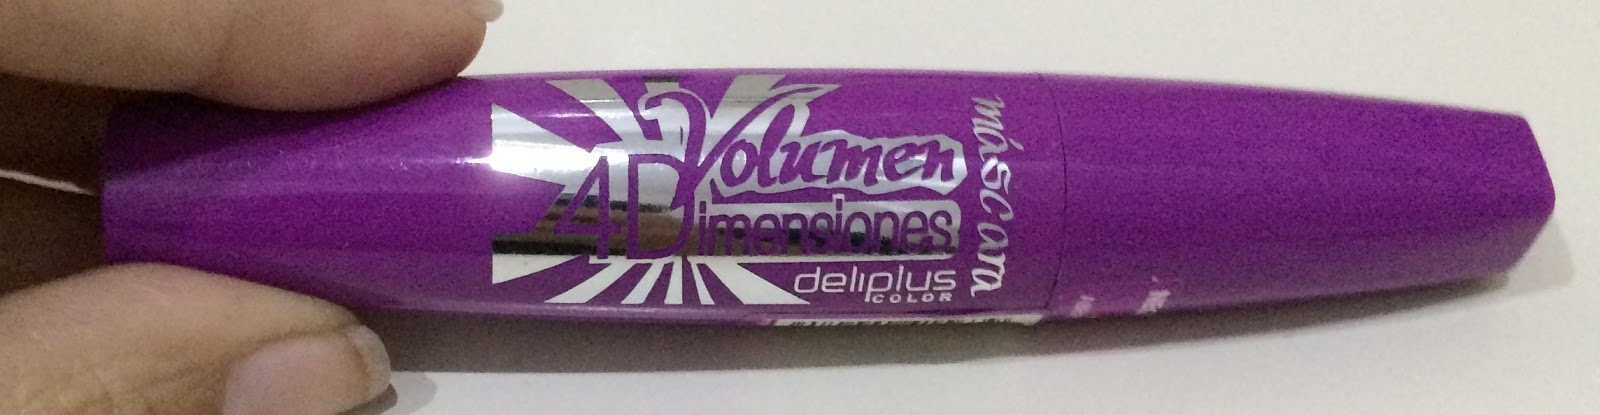 Volumen
4Dimensiones
deliplus
COLOR
máscara